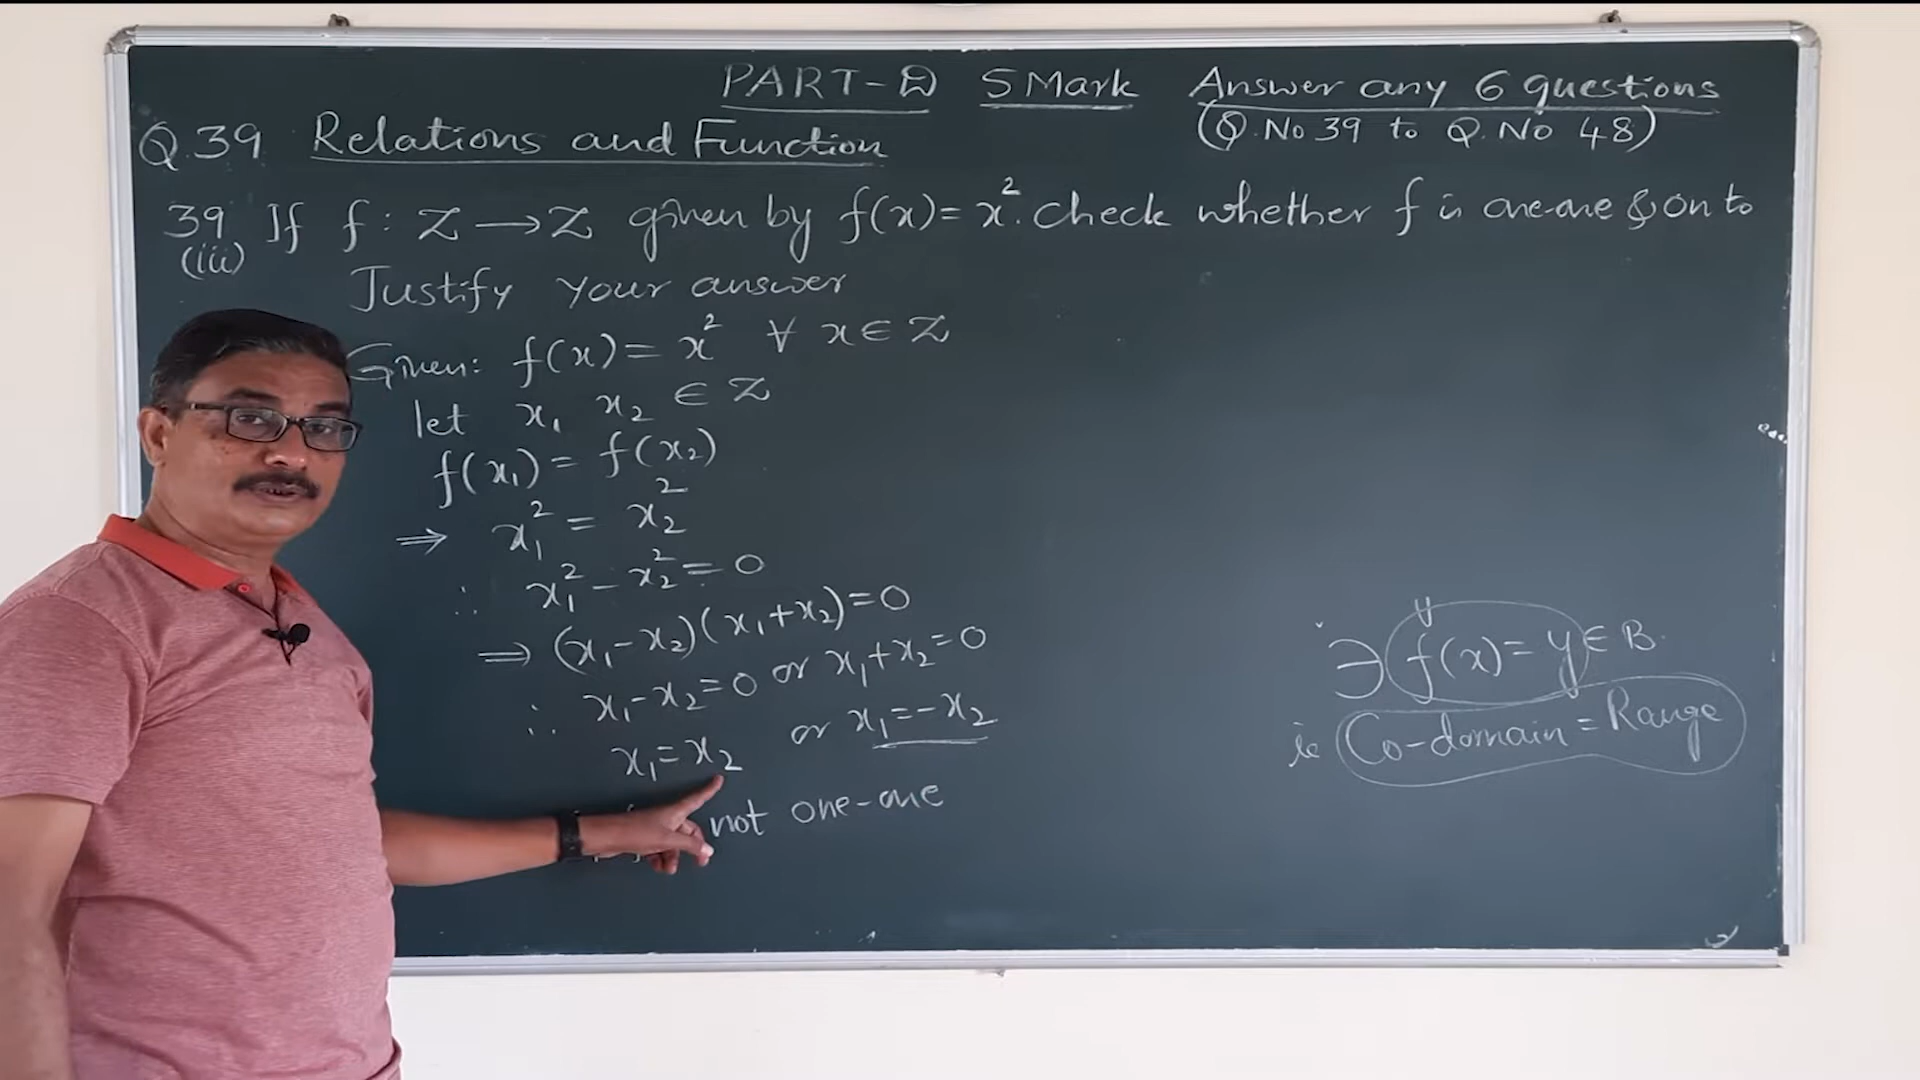 PART-D 5 Mark Answer any 6 questions
(Q.No 39 to Q.No 48)
Q.39 Relations and Function
39 If f: Z → Z given by f(x) = x². Check whether f is one-one & on to
(iii)
Justify your answer
Given: f(x) = x² ∀ x ∈ Z
let x₁ x₂ ∈ Z
f(x₁) = f(x₂)
⇒ x₁² = x₂²
∴ x₁² - x₂² = 0
⇒ (x₁-x₂)(x₁+x₂) = 0
∴ x₁-x₂ = 0 or x₁+x₂ = 0
x₁ = x₂ or x₁ = -x₂
not one-one
y
∃ f(x) = y ∈ B.
ie Co-domain = Range